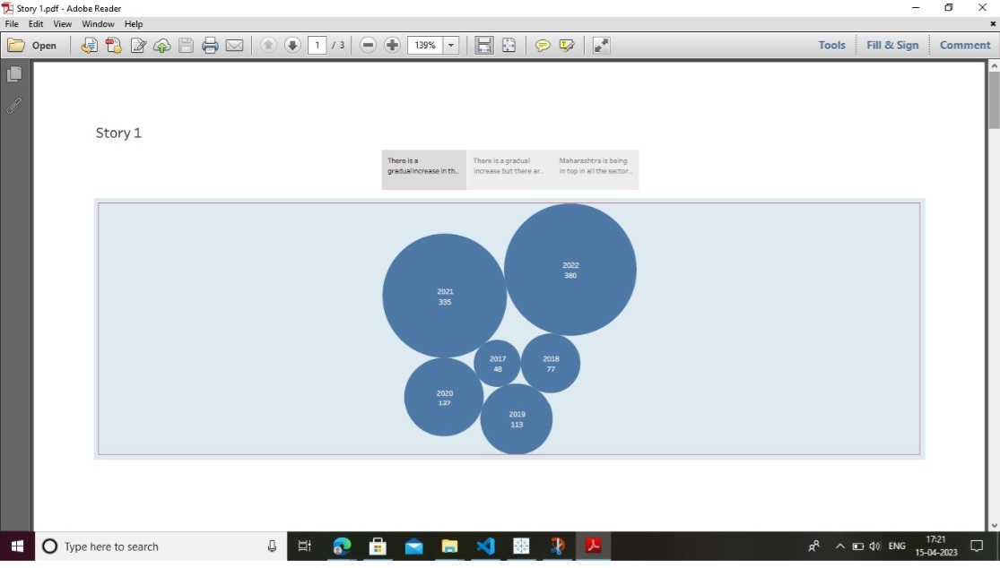 Story 1.pdf - Adobe Reader
File Edit View Window Help
Open 1 / 3 139% Tools Fill & Sign Comment
Story 1
There is a
gradual increase in th..
There is a gradual
increase but there ar..
Maharashtra is being
in top in all the sector..
2022
380
2021
335
2017
48
2018
77
2020
2019
113
Type here to search
ENG
17:21
15-04-2023